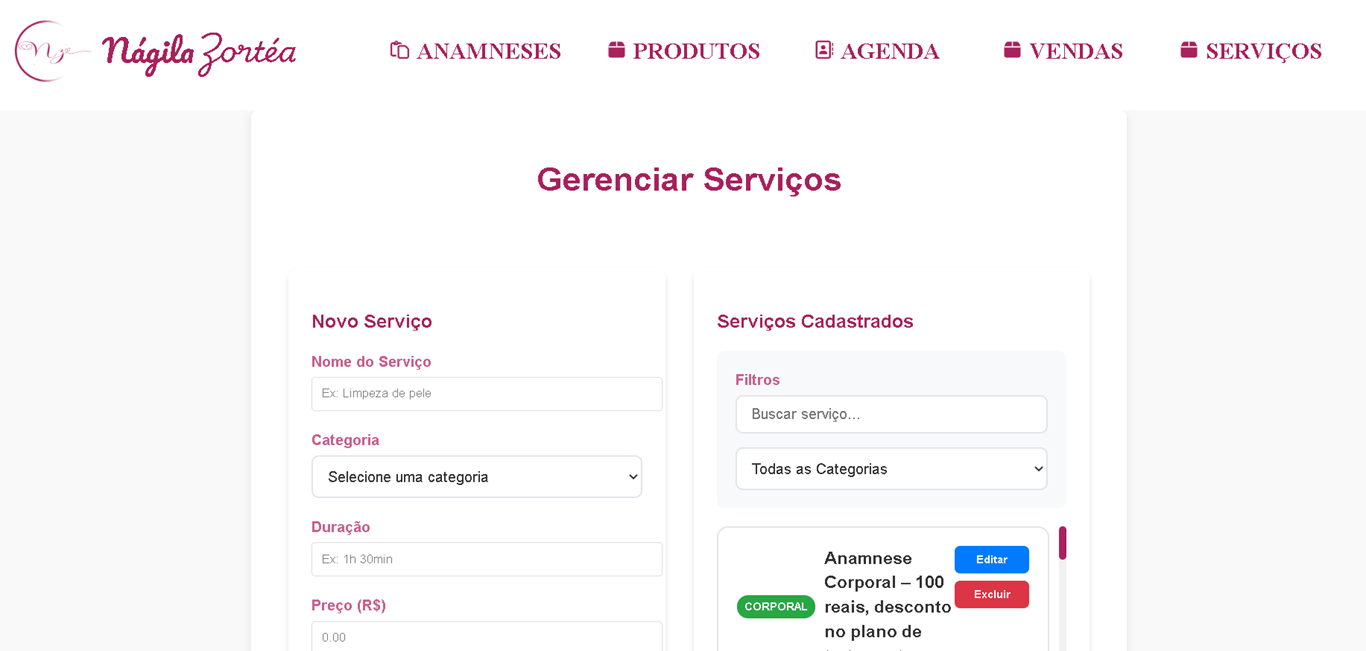 Nz
Nágila Zortéa
ANAMNESES
PRODUTOS
AGENDA
VENDAS
SERVIÇOS
Gerenciar Serviços
Novo Serviço
Nome do Serviço
Ex: Limpeza de pele
Categoria
Selecione uma categoria
Duração
Ex: 1h 30min
Preço (R$)
0.00
Serviços Cadastrados
Filtros
Buscar serviço...
Todas as Categorias
CORPORAL
Anamnese
Corporal – 100
reais, desconto
no plano de
Editar
Excluir